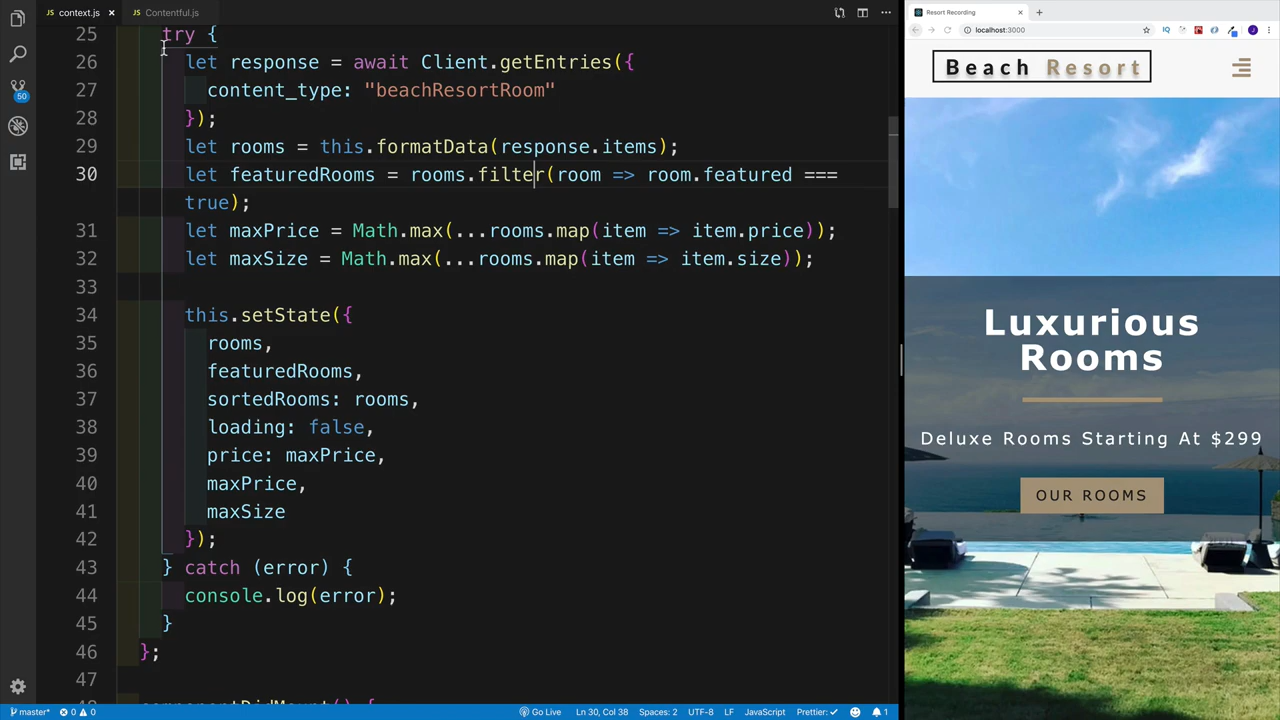 context.js
Contentful.js
25 try {
26 let response = await Client.getEntries({
27 content_type: "beachResortRoom"
28 });
29 let rooms = this.formatData(response.items);
30 let featuredRooms = rooms.filter(room => room.featured ===
true);
31 let maxPrice = Math.max(...rooms.map(item => item.price));
32 let maxSize = Math.max(...rooms.map(item => item.size));
33
34 this.setState({
35 rooms,
36 featuredRooms,
37 sortedRooms: rooms,
38 loading: false,
39 price: maxPrice,
40 maxPrice,
41 maxSize
42 });
43 } catch (error) {
44 console.log(error);
45 }
46 };
47
componentDidMount() {
50
master*
0 0
Go Live
Ln 30, Col 38
Spaces: 2
UTF-8
LF
JavaScript
Prettier: ✓
1
Resort Recording
localhost:3000
Beach Resort
Luxurious
Rooms
Deluxe Rooms Starting At $299
OUR ROOMS